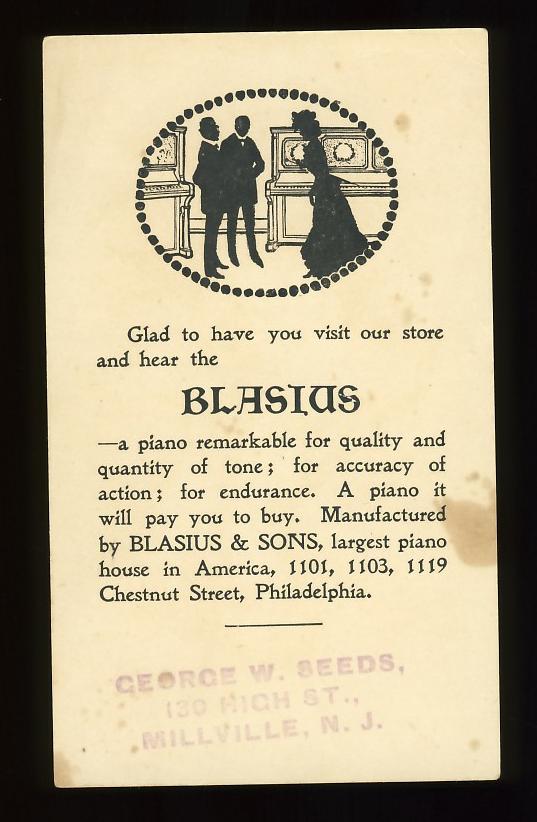 Glad to have you visit our store
and hear the
BLASIUS
—a piano remarkable for quality and
quantity of tone; for accuracy of
action; for endurance. A piano it
will pay you to buy. Manufactured
by BLASIUS & SONS, largest piano
house in America, 1101, 1103, 1119
Chestnut Street, Philadelphia.
GEORGE W. SEEDS,
130 HIGH ST.,
MILLVILLE, N. J.